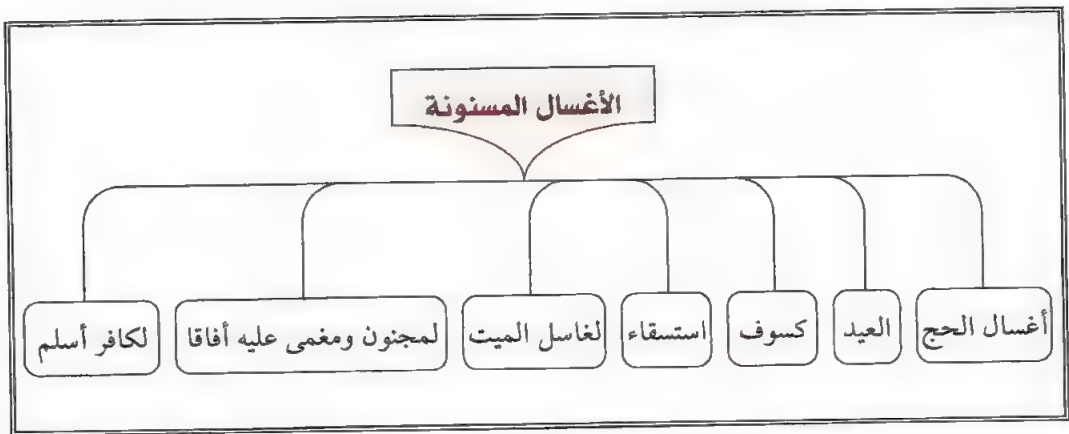 الأغسال المسنونة
أغسال الحج
العيد
كسوف
استسقاء
لغاسل الميت
لمجنون ومغمى عليه أفاقا
لكافر أسلم